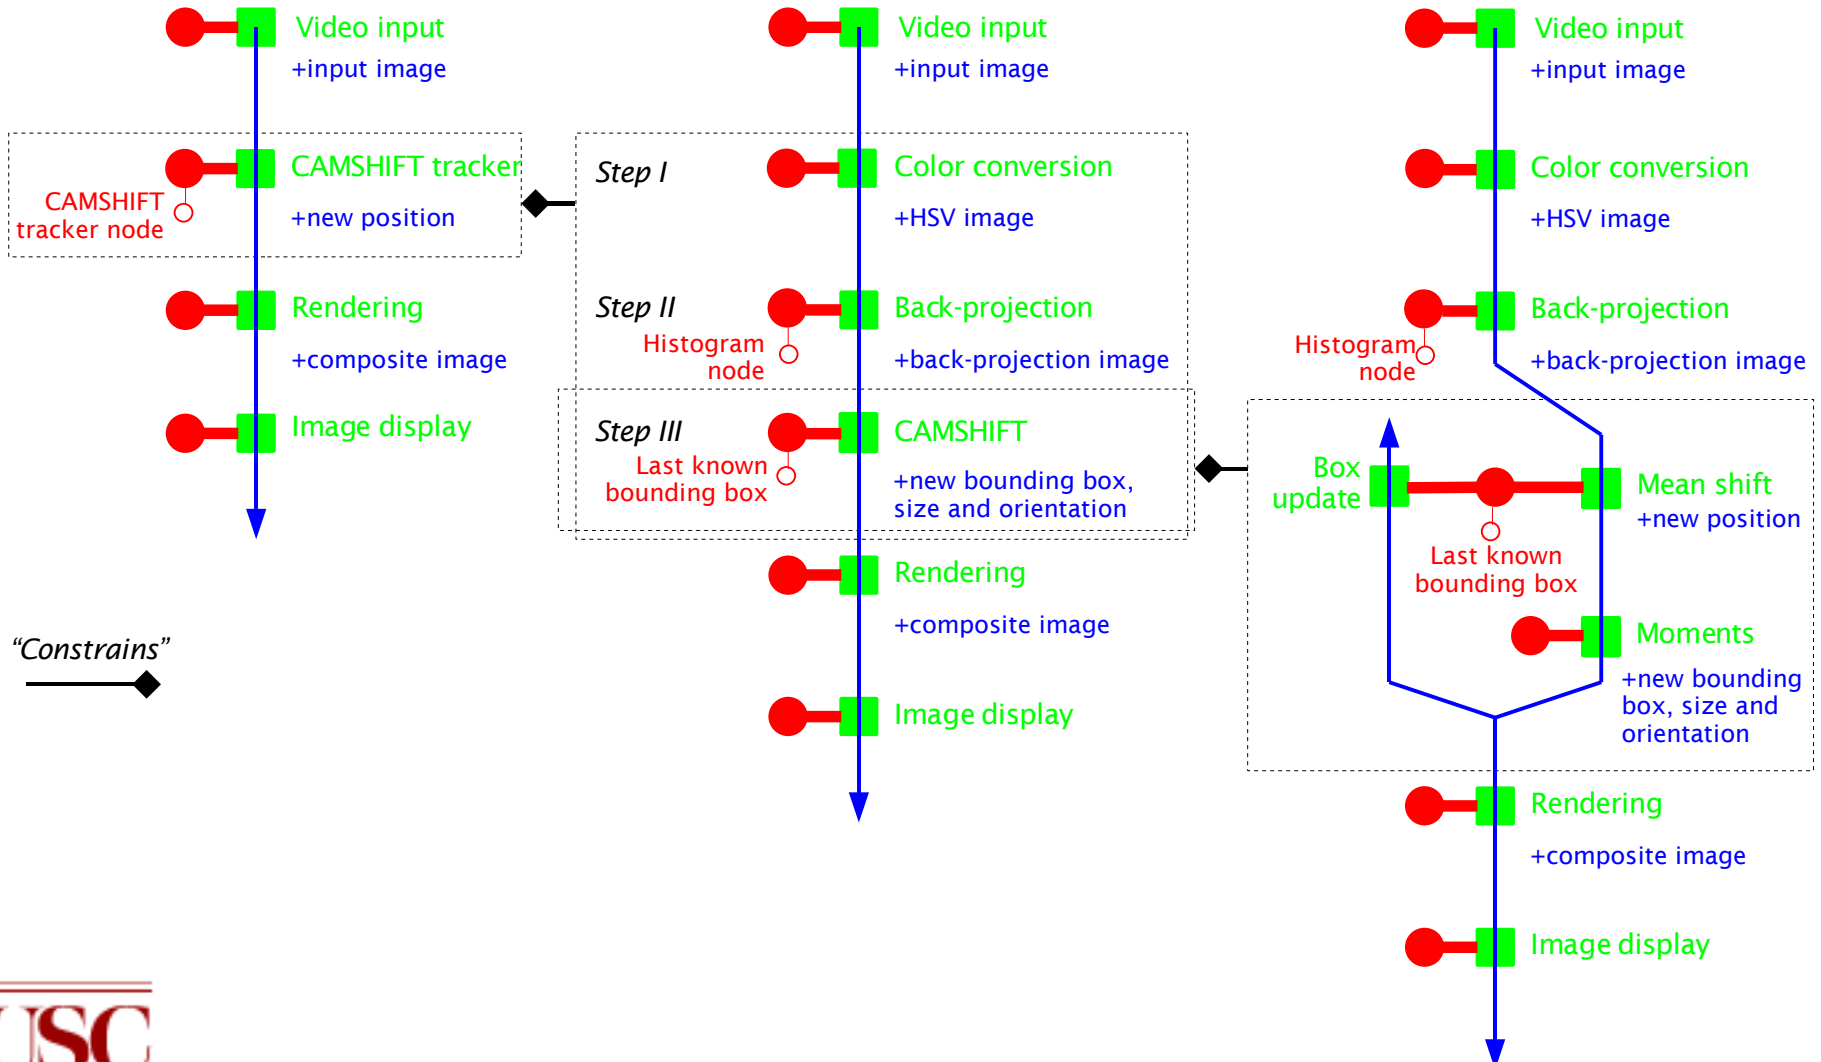 Video input
+input image
CAMSHIFT tracker
CAMSHIFT
tracker node
+new position
Rendering
+composite image
Image display
"Constrains"
Video input
+input image
Step I
Color conversion
+HSV image
Step II
Back-projection
Histogram
node
+back-projection image
Step III
CAMSHIFT
Last known
bounding box
+new bounding box,
size and orientation
Rendering
+composite image
Image display
Video input
+input image
Color conversion
+HSV image
Back-projection
Histogram
node
+back-projection image
Box
update
Mean shift
+new position
Last known
bounding box
Moments
+new bounding
box, size and
orientation
Rendering
+composite image
Image display
USC